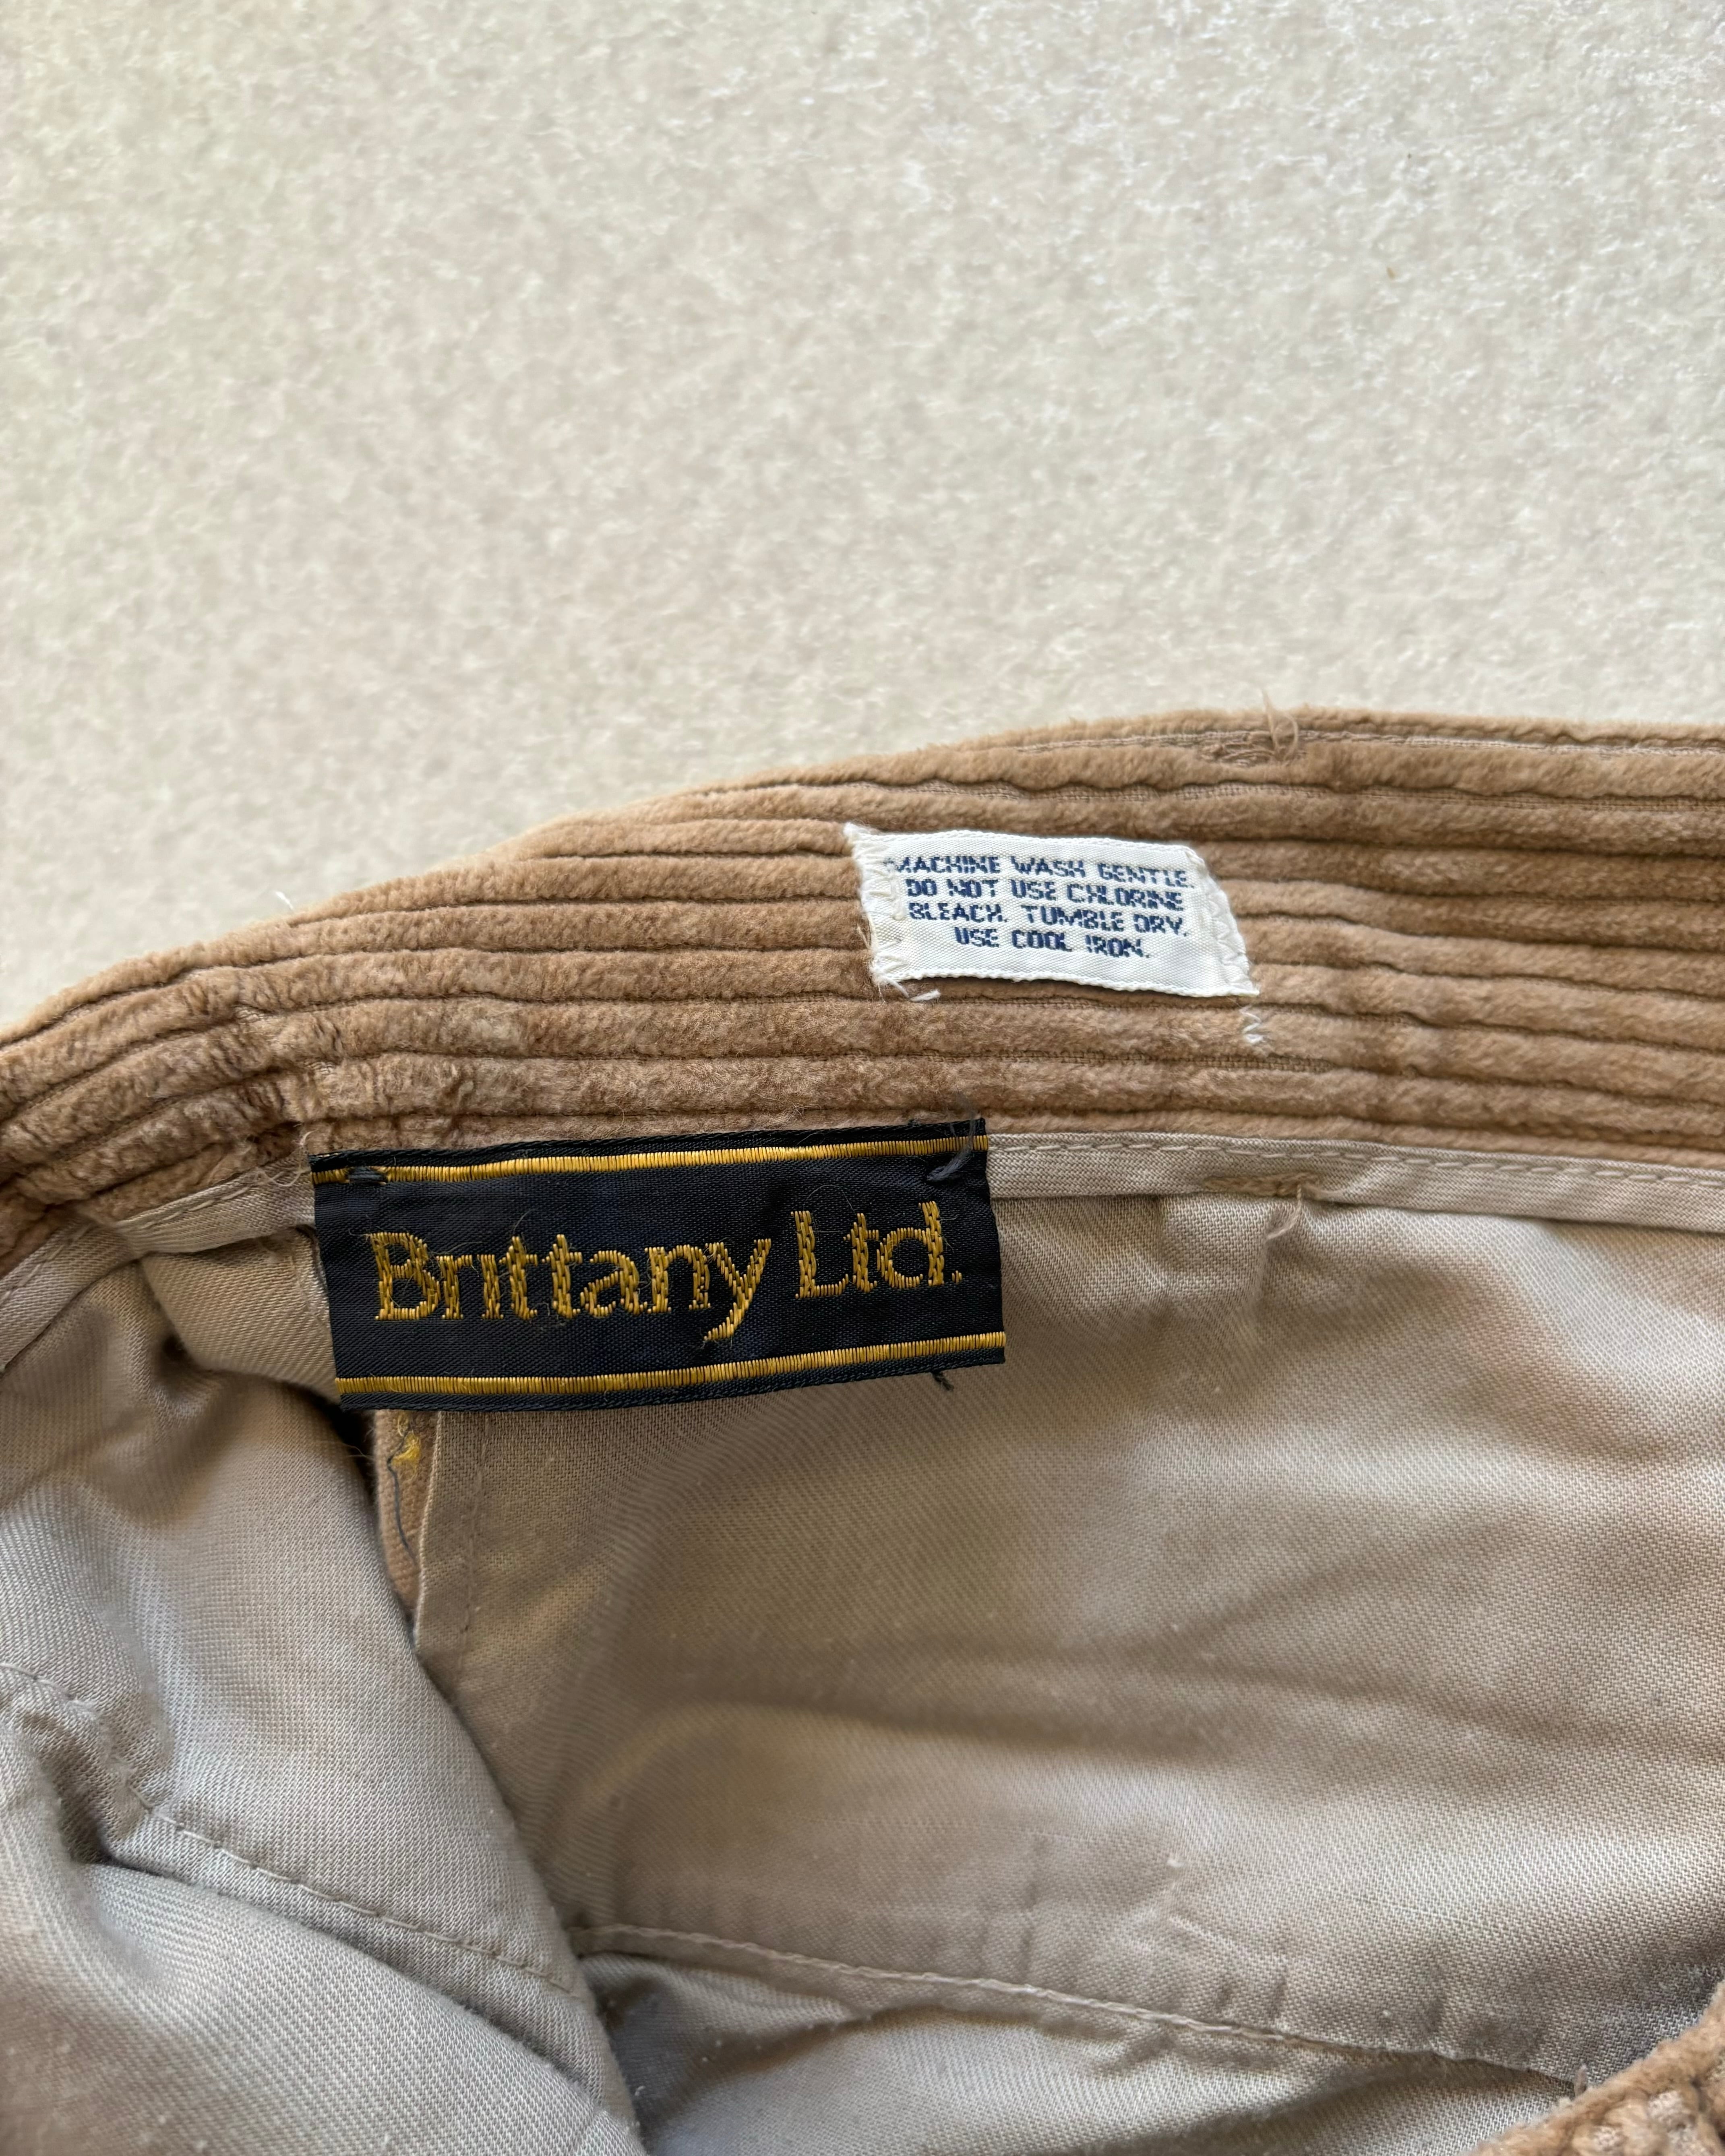 MACHINE WASH GENTLE.
DO NOT USE CHLORINE
BLEACH. TUMBLE DRY.
USE COOL IRON.
Brittany Ltd.